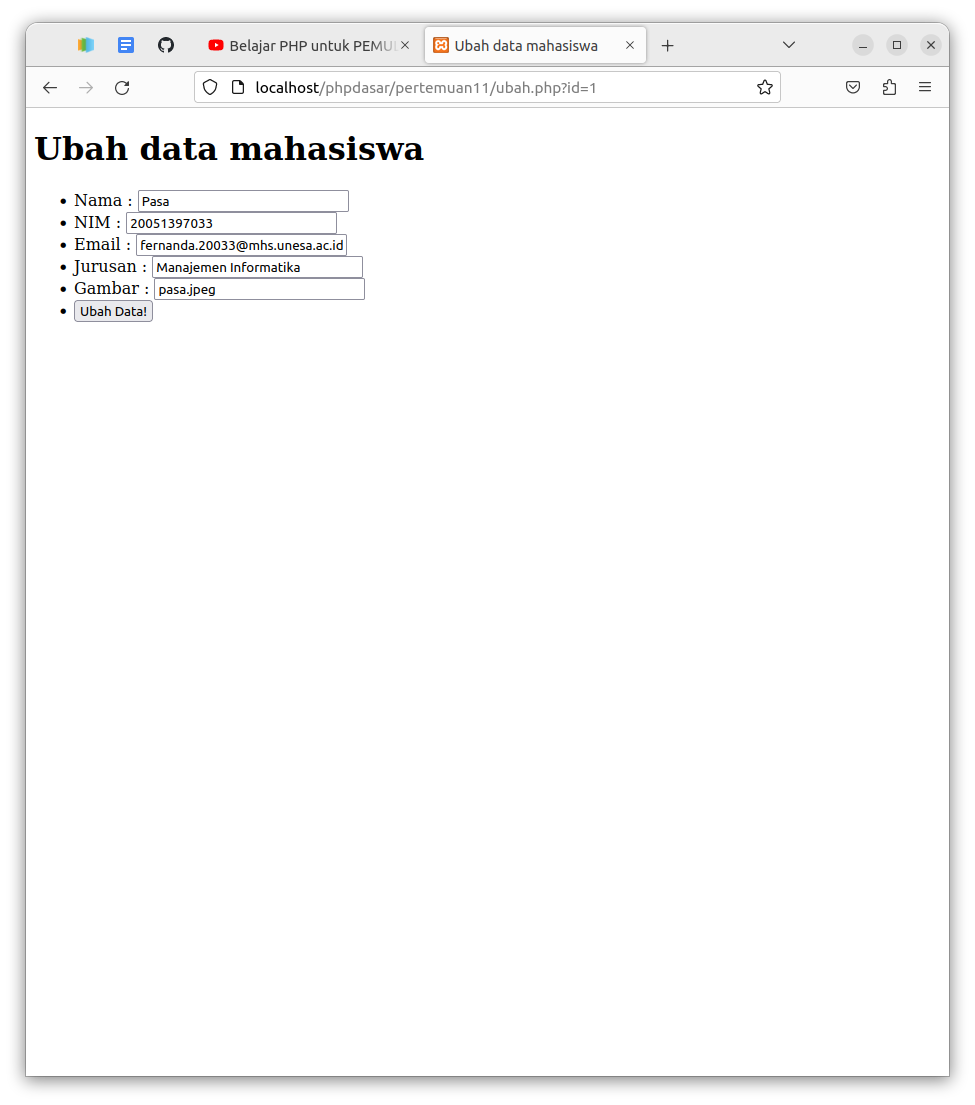 Belajar PHP untuk PEMU
Ubah data mahasiswa
localhost/phpdasar/pertemuan11/ubah.php?id=1
Ubah data mahasiswa
Nama : Pasa
NIM : 20051397033
Email : fernanda.20033@mhs.unesa.ac.id
Jurusan : Manajemen Informatika
Gambar : pasa.jpeg
Ubah Data!